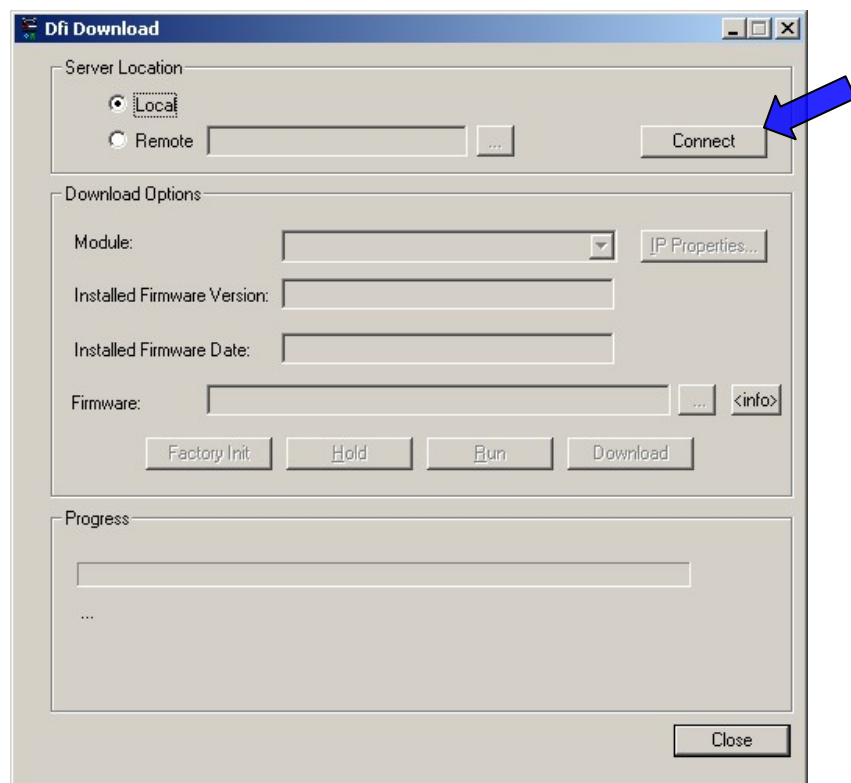 Dfi Download
Server Location
Local
Remote ... Connect
Download Options
Module: IP Properties...
Installed Firmware Version:
Installed Firmware Date:
Firmware: ... <info>
Factory Init Hold Run Download
Progress
...
Close